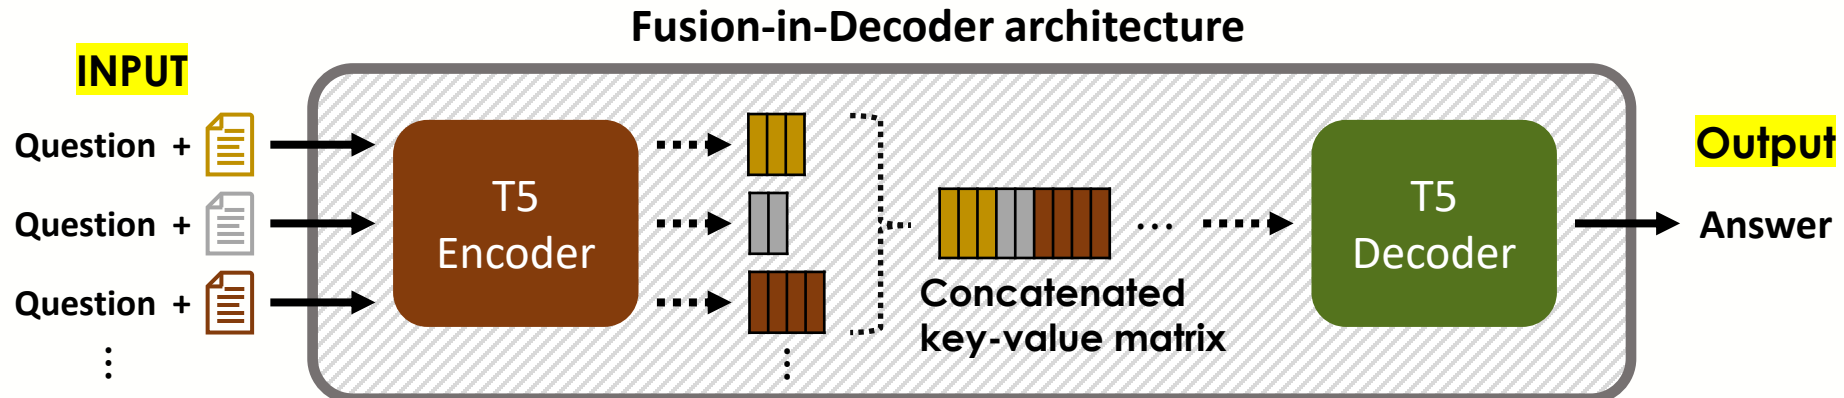 Fusion-in-Decoder architecture
INPUT
Question +
Question +
Question +
⋮
T5
Encoder
⋮
Concatenated
key-value matrix
...
T5
Decoder
Output
Answer